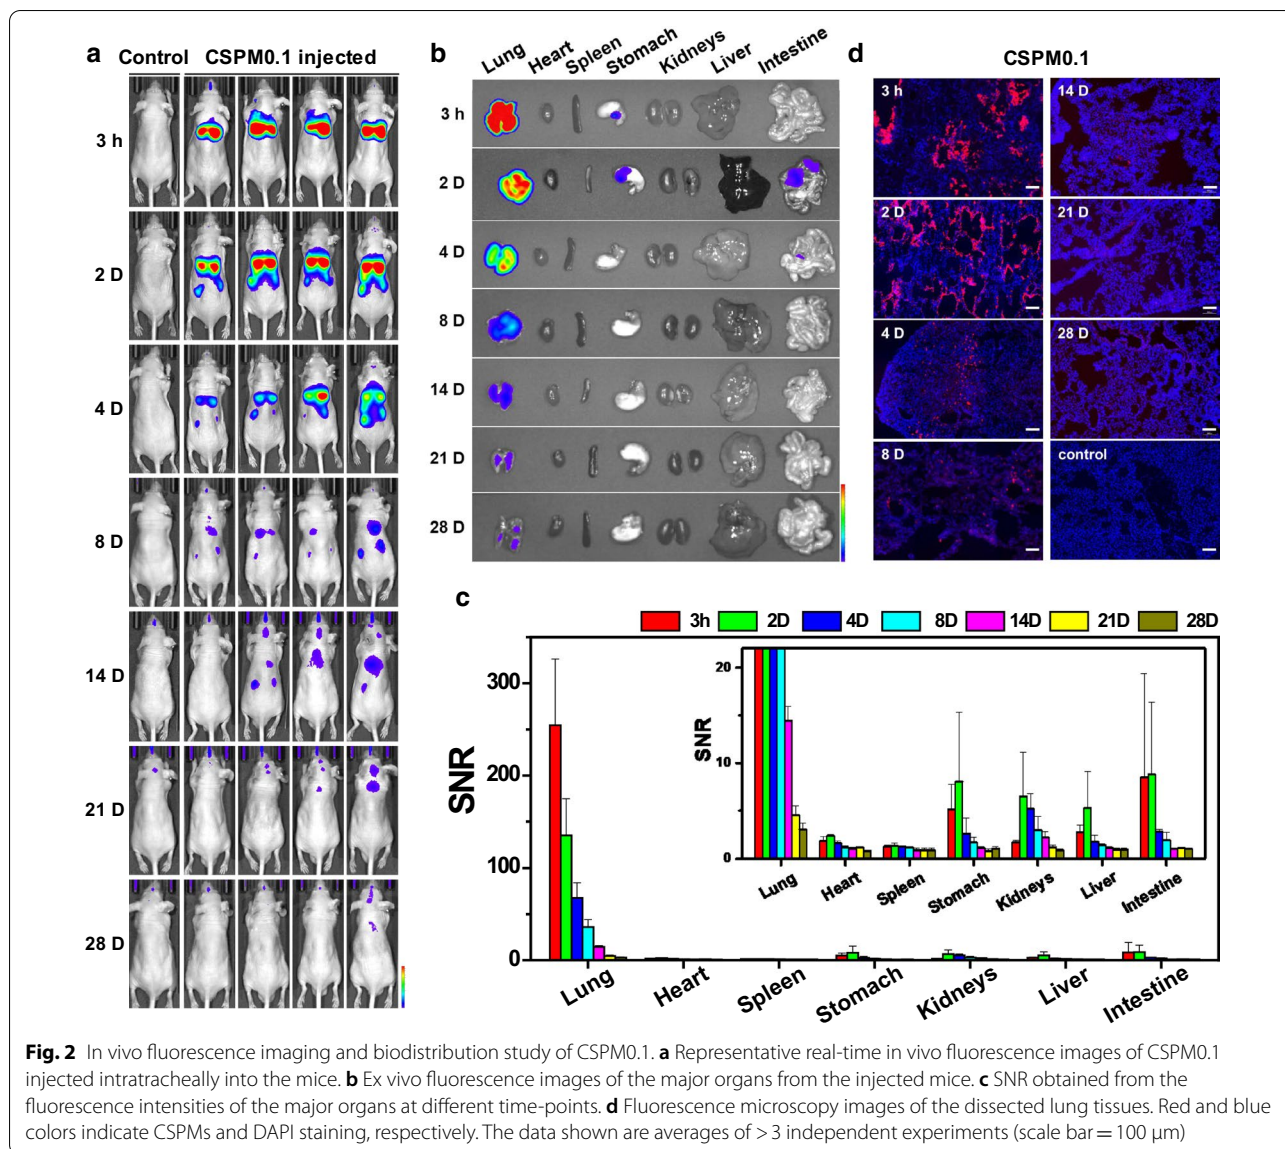 a
Control CSPM0.1 injected
3 h
2 D
4 D
8 D
14 D
21 D
28 D
b
Lung Heart Spleen Stomach Kidneys Liver Intestine
3 h
2 D
4 D
8 D
14 D
21 D
28 D
d
CSPM0.1
3 h 14 D
2 D 21 D
4 D 28 D
8 D control
c
3h 2D 4D 8D 14D 21D 28D
SNR
300
200
100
0
Lung Heart Spleen Stomach Kidneys Liver Intestine
SNR
20
10
0
Lung Heart Spleen Stomach Kidneys Liver Intestine
Fig. 2 In vivo fluorescence imaging and biodistribution study of CSPM0.1. a Representative real-time in vivo fluorescence images of CSPM0.1
injected intratracheally into the mice. b Ex vivo fluorescence images of the major organs from the injected mice. c SNR obtained from the
fluorescence intensities of the major organs at different time-points. d Fluorescence microscopy images of the dissected lung tissues. Red and blue
colors indicate CSPMs and DAPI staining, respectively. The data shown are averages of > 3 independent experiments (scale bar = 100 μm)